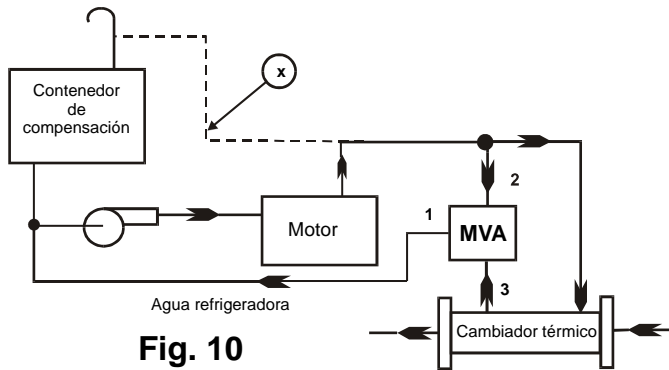 Contenedor
de
compensación
x
Motor
1
2
MVA
3
Agua refrigeradora
Cambiador térmico
Fig. 10